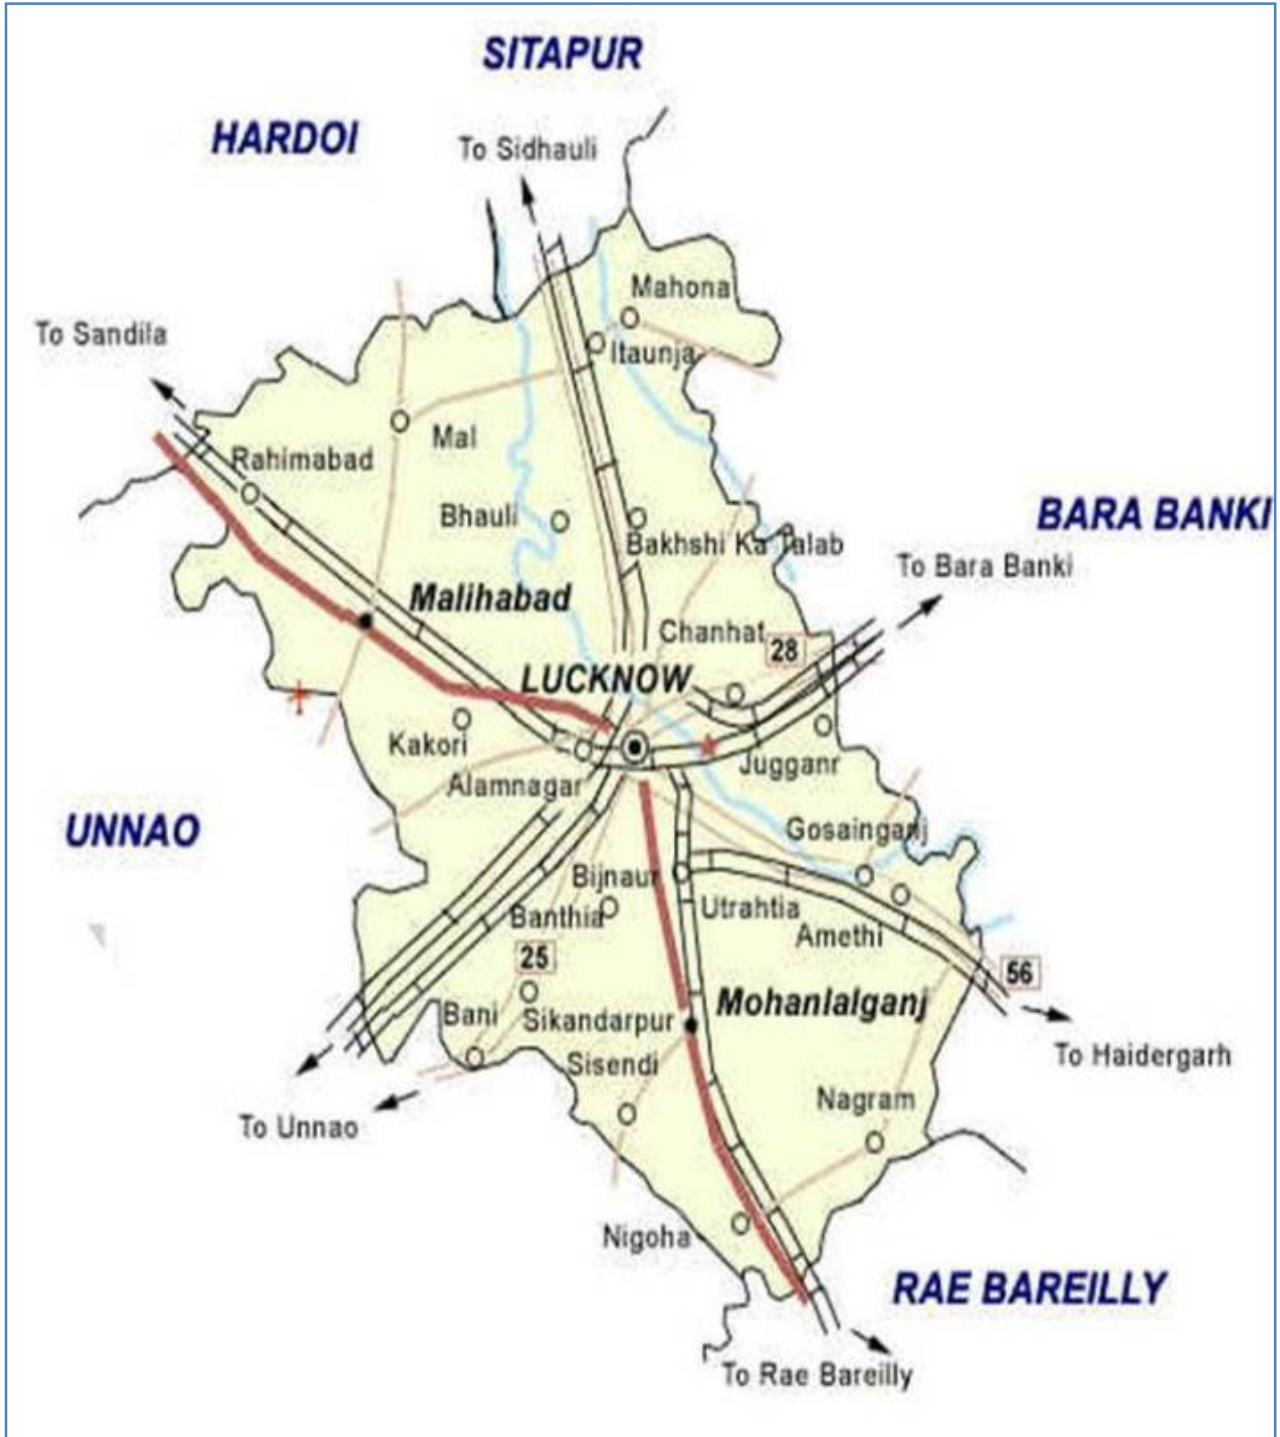 SITAPUR
HARDOI
To Sidhauli
Mahona
To Sandila
Itaunja
Mal
Rahimabad
BARA BANKI
Bhauli
Bakhshi Ka Talab
To Bara Banki
Malihabad
Chanhat
28
LUCKNOW
Kakori
Jugganr
Alamnagar
UNNAO
Gosainganj
Bijnaur
Utrahtia
Banthia
Amethi
25
56
Mohanlalganj
Bani
Sikandarpur
To Haidergarh
Sisendi
Nagram
To Unnao
Nigoha
RAE BAREILLY
To Rae Bareilly